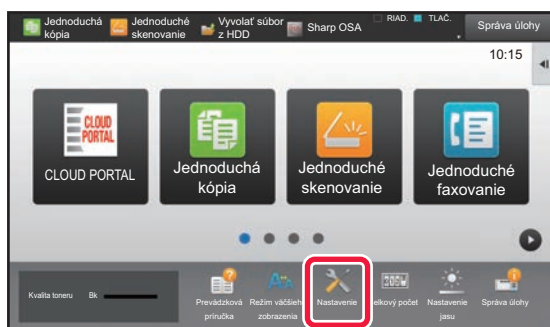 Jednoduchá
kópia
Jednoduché
skenovanie
Vyvolať súbor
z HDD
Sharp OSA
RIAD.
TLAČ.
Správa úlohy
10:15
CLOUD
PORTAL
CLOUD PORTAL
Jednoduchá
kópia
Jednoduché
skenovanie
Jednoduché
faxovanie
Kvalita toneru Bk
Prevádzková
príručka
Režim väčšieh
zobrazenia
Nastavenie
elkový počet
Nastavenie
jasu
Správa úlohy